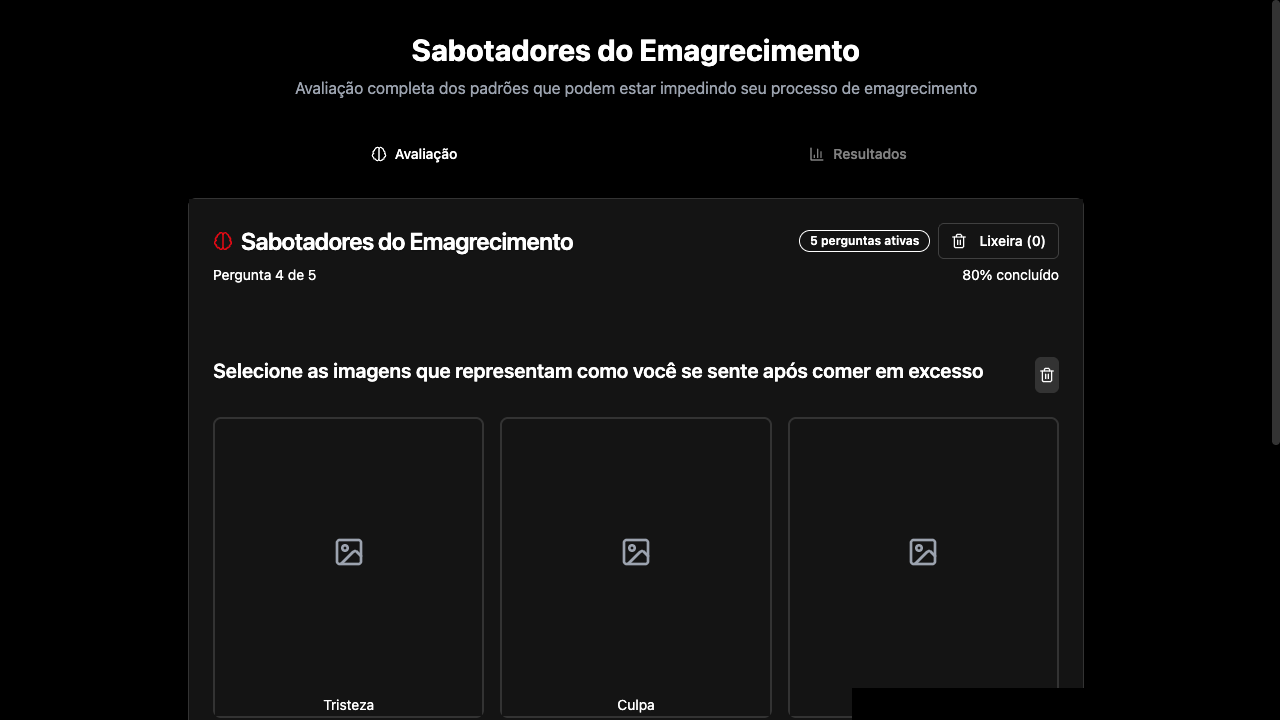 Sabotadores do Emagrecimento
Avaliação completa dos padrões que podem estar impedindo seu processo de emagrecimento
Avaliação
Resultados
Sabotadores do Emagrecimento
5 perguntas ativas
Lixeira (0)
Pergunta 4 de 5
80% concluído
Selecione as imagens que representam como você se sente após comer em excesso
Tristeza
Culpa